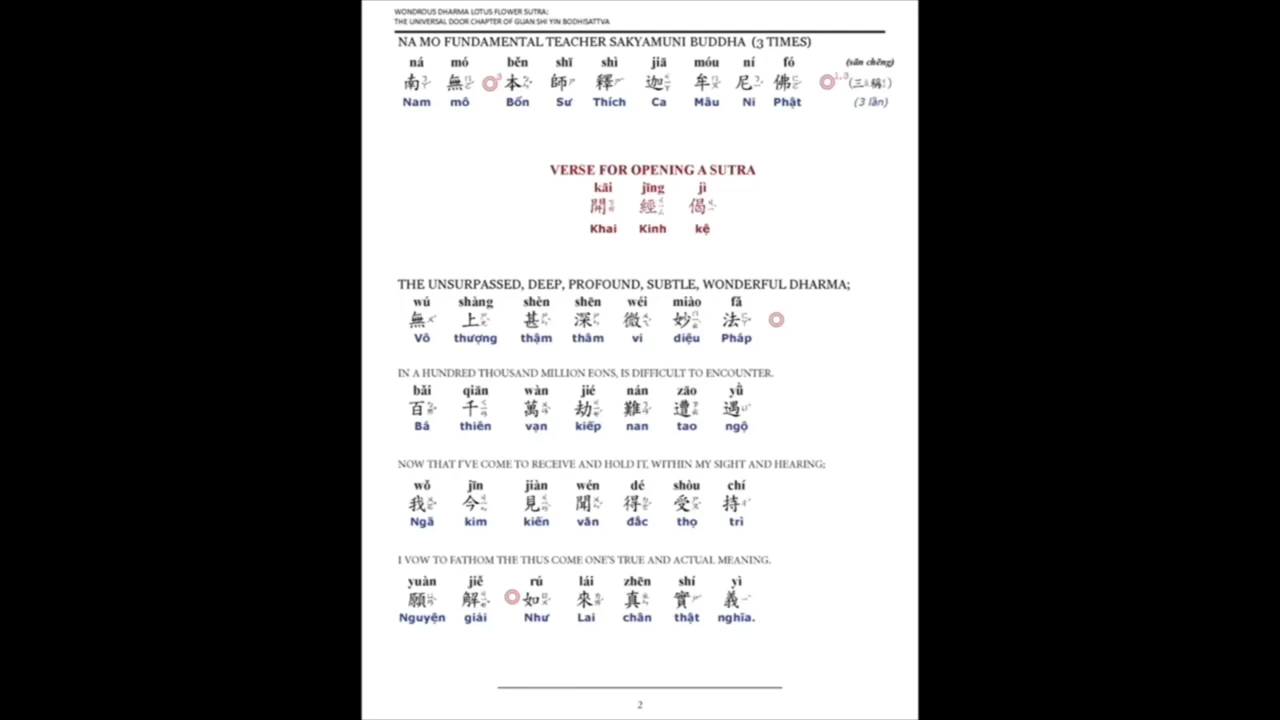 WONDROUS DHARMA LOTUS FLOWER SUTRA;
THE UNIVERSAL DOOR CHAPTER OF GUAN SHI YIN BODHISATTVA
NA MO FUNDAMENTAL TEACHER SAKYAMUNI BUDDHA (3 TIMES)
ná mó běn shī shì jiā móu ní fó (sān chēng)
南 無 3 本 師 釋 迦 牟 尼 佛 1,3 (三稱)
Nam mô Bổn Sư Thích Ca Mâu Ni Phật (3 lần)
VERSE FOR OPENING A SUTRA
kāi jīng jì
開 經 偈
Khai Kinh kệ
THE UNSURPASSED, DEEP, PROFOUND, SUBTLE, WONDERFUL DHARMA;
wú shàng shèn shēn wéi miào fǎ
無 上 甚 深 微 妙 法
Vô thượng thậm thâm vi diệu Pháp
IN A HUNDRED THOUSAND MILLION EONS, IS DIFFICULT TO ENCOUNTER.
bǎi qiān wàn jié nán zāo yǜ
百 千 萬 劫 難 遭 遇
Bá thiên vạn kiếp nan tao ngộ
NOW THAT I'VE COME TO RECEIVE AND HOLD IT, WITHIN MY SIGHT AND HEARING;
wǒ jīn jiàn wén dé shòu chí
我 今 見 聞 得 受 持
Ngã kim kiến văn đắc thọ trì
I VOW TO FATHOM THE THUS COME ONE'S TRUE AND ACTUAL MEANING.
yuàn jiě rú lái zhēn shí yì
願 解 如 來 真 實 義
Nguyện giải Như Lai chân thật nghĩa.
2